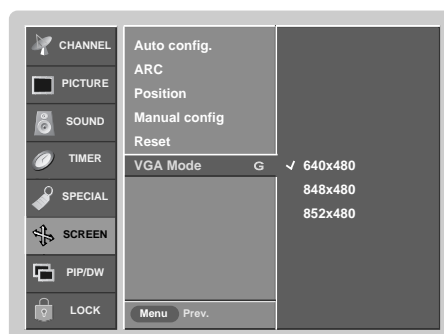 CHANNEL
PICTURE
SOUND
TIMER
SPECIAL
SCREEN
PIP/DW
LOCK
Auto config.
ARC
Position
Manual config
Reset
VGA Mode G
640x480
848x480
852x480
Menu Prev.